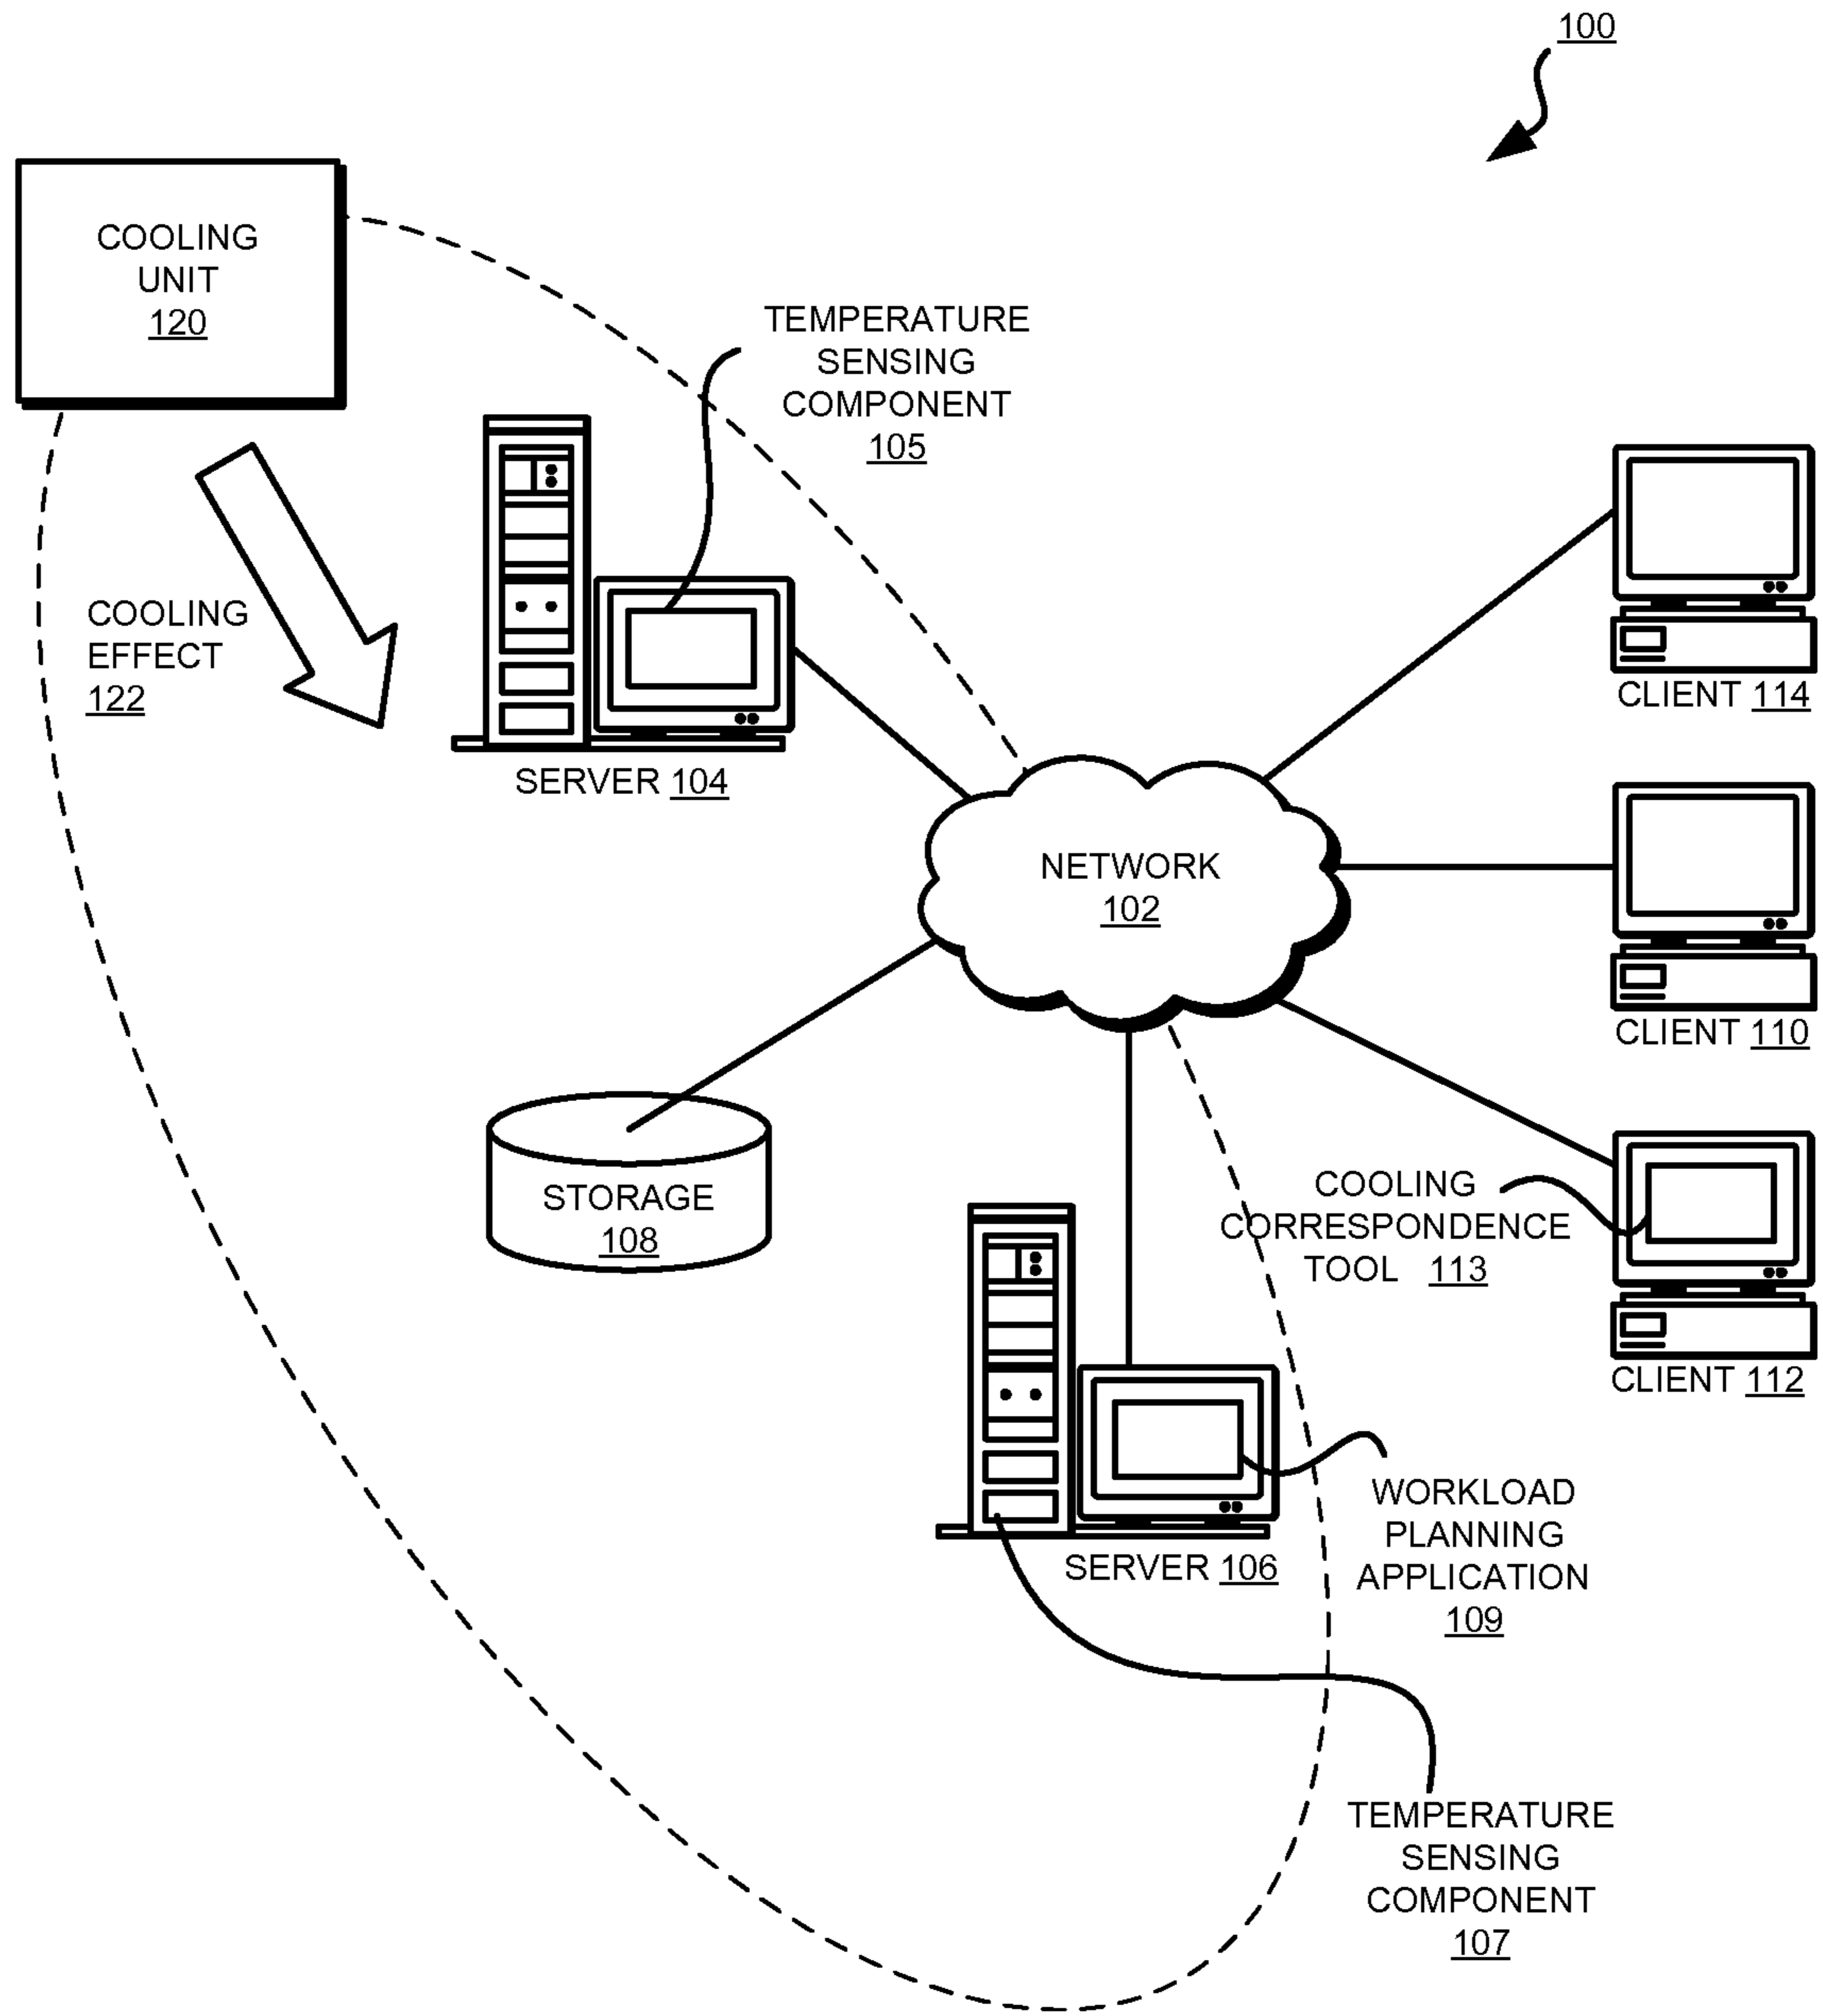 100
COOLING
UNIT
120
TEMPERATURE
SENSING
COMPONENT
105
COOLING
EFFECT
122
SERVER 104
CLIENT 114
NETWORK
102
CLIENT 110
STORAGE
108
COOLING
CORRESPONDENCE
TOOL 113
CLIENT 112
WORKLOAD
PLANNING
APPLICATION
109
SERVER 106
TEMPERATURE
SENSING
COMPONENT
107